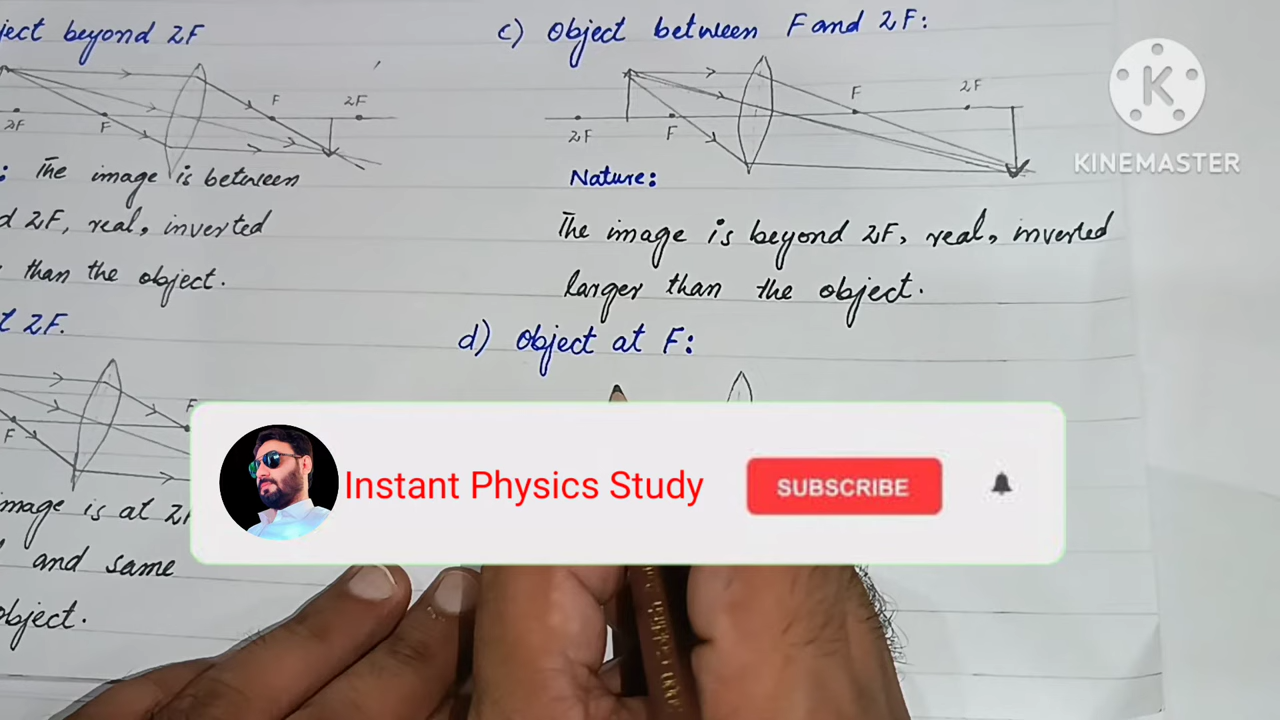 ject beyond 2F
F
2F
2F
F
: The image is between
d 2F, real, inverted
than the object.
t 2F.
F
F
mage is at 2F
and same
object.
c) Object between F and 2F:
F
2F
2F
F
Nature:
The image is beyond 2F, real, inverted
larger than the object.
d) Object at F:
Instant Physics Study
SUBSCRIBE
K
KINEMASTER